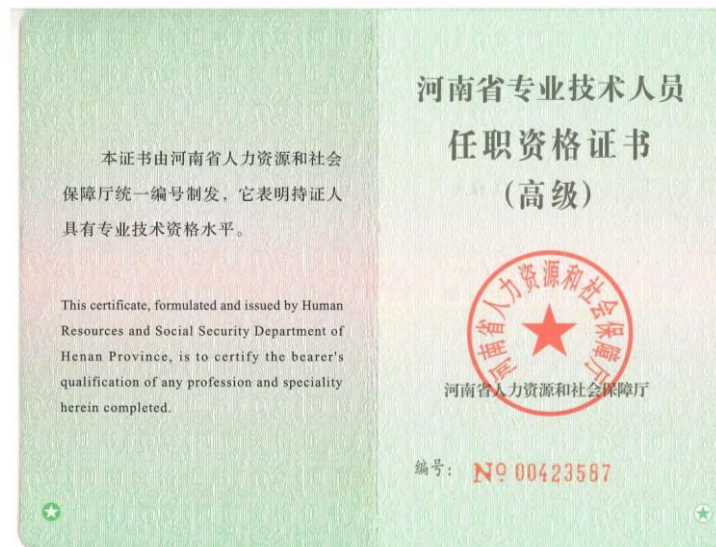 本证书由河南省人力资源和社会
保障厅统一编号制发，它表明持证人
具有专业技术资格水平。
This certificate, formulated and issued by Human
Resources and Social Security Department of
Henan Province, is to certify the bearer's
qualification of any profession and speciality
herein completed.
河南省专业技术人员
任职资格证书
(高级)
河南省人力资源和社会保障厅
河南省人力资源和社会保障厅
编号： Nº 00423587